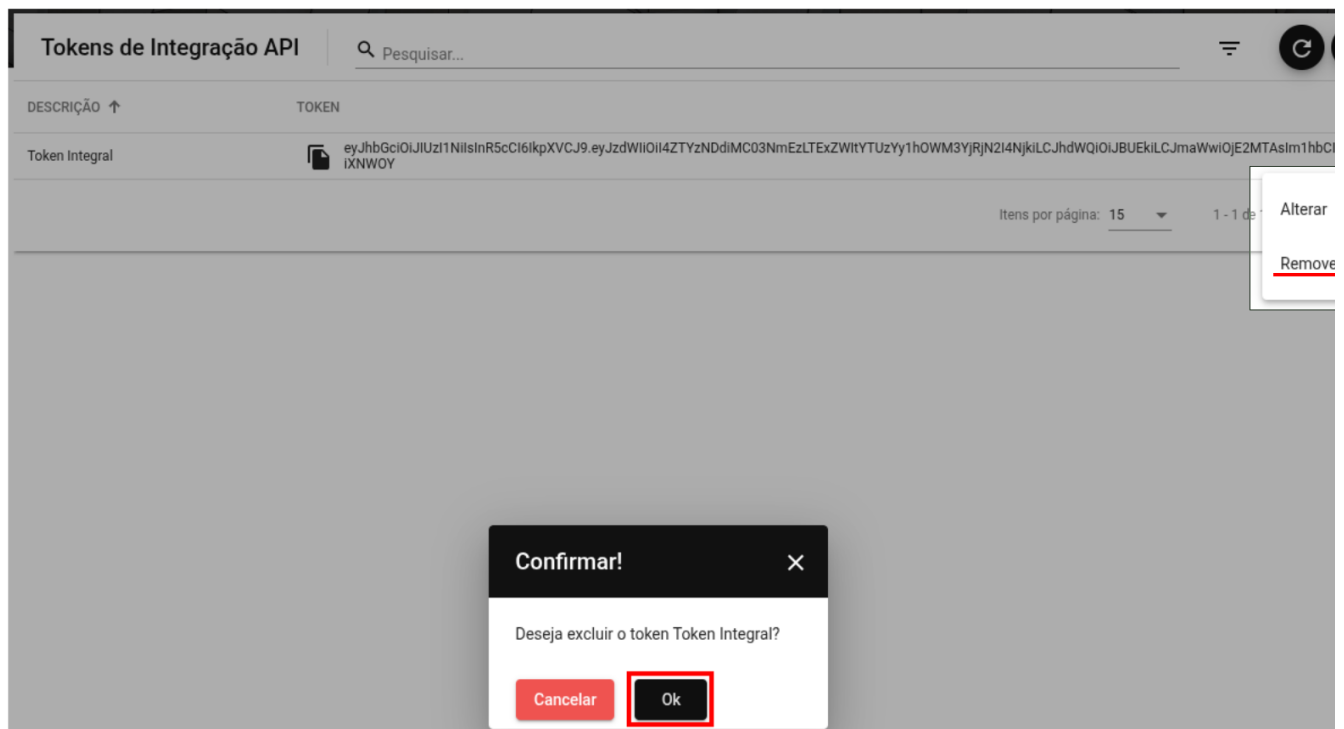 Tokens de Integração API
Pesquisar...
DESCRIÇÃO
TOKEN
Token Integral
eyJhbGciOiJIUzI1NiIsInR5cCI6IkpXVCJ9.eyJzdWIiOiI4ZTYzNDdiMC03NmEzLTExZWItYTUzYy1hOWM3YjRjN2I4NjkiLCJhdWQiOiJBUEkiLCJmaWwiOjE2MTAsIm1hbCI
iXNWOY
Itens por página: 15
1 - 1 de
Alterar
Remove
Confirmar!
Deseja excluir o token Token Integral?
Cancelar
Ok